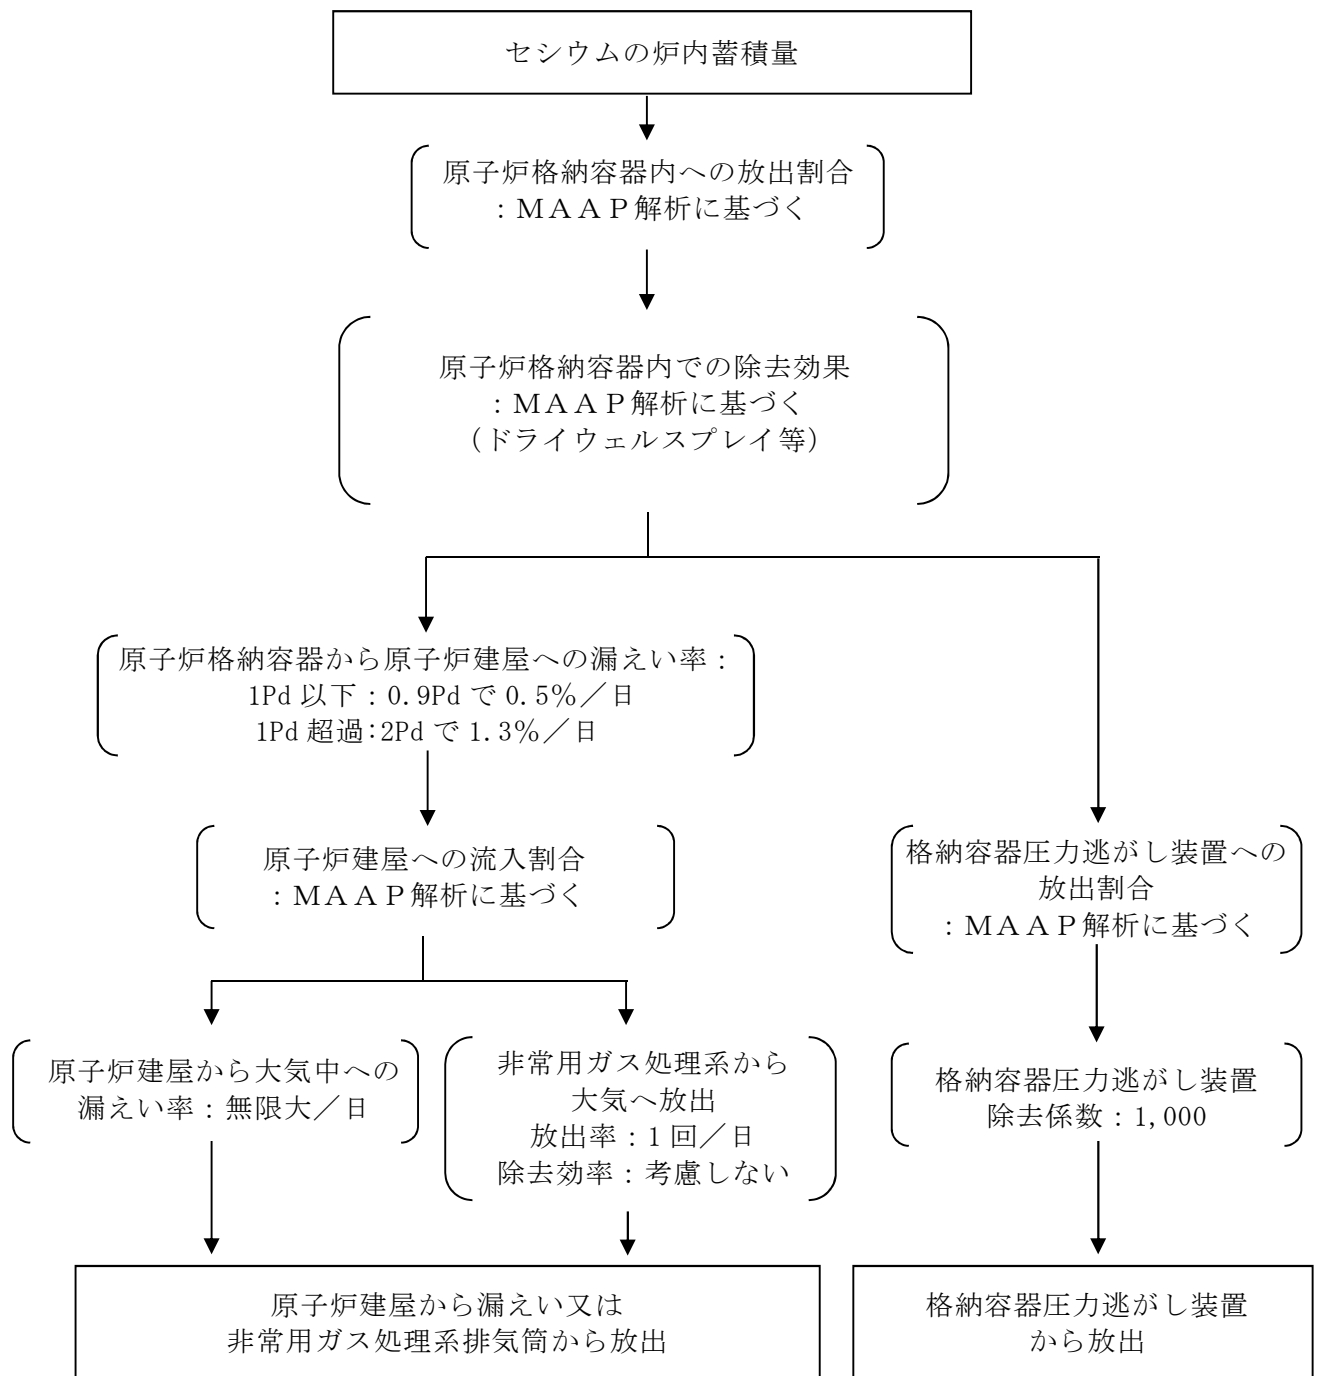 セシウムの炉内蓄積量
原子炉格納容器内への放出割合
：ＭＡＡＰ解析に基づく
原子炉格納容器内での除去効果
：ＭＡＡＰ解析に基づく
（ドライウェルスプレイ等）
原子炉格納容器から原子炉建屋への漏えい率：
1Pd 以下：0.9Pd で 0.5％／日
1Pd 超過：2Pd で 1.3％／日
原子炉建屋への流入割合
：ＭＡＡＰ解析に基づく
格納容器圧力逃がし装置への
放出割合
：ＭＡＡＰ解析に基づく
原子炉建屋から大気中への
漏えい率：無限大／日
非常用ガス処理系から
大気へ放出
放出率：1 回／日
除去効率：考慮しない
格納容器圧力逃がし装置
除去係数：1,000
原子炉建屋から漏えい又は
非常用ガス処理系排気筒から放出
格納容器圧力逃がし装置
から放出